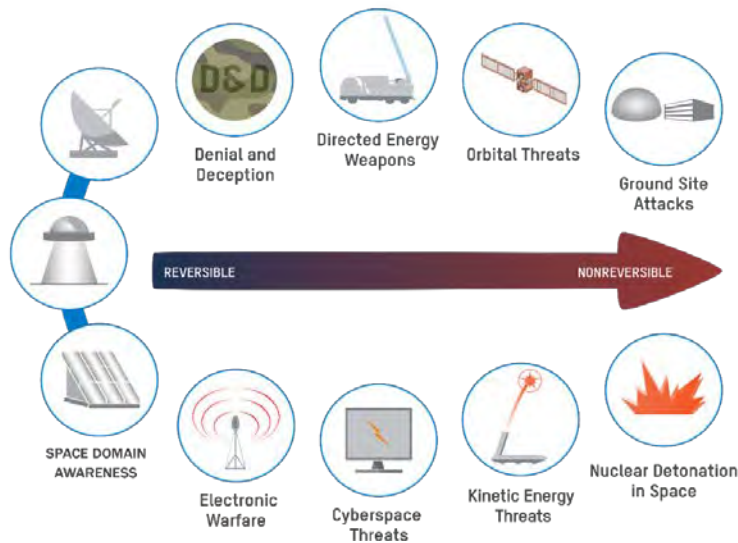 D&D
Denial and
Deception
Directed Energy
Weapons
Orbital Threats
Ground Site
Attacks
REVERSIBLE
NONREVERSIBLE
SPACE DOMAIN
AWARENESS
Electronic
Warfare
Cyberspace
Threats
Kinetic Energy
Threats
Nuclear Detonation
in Space